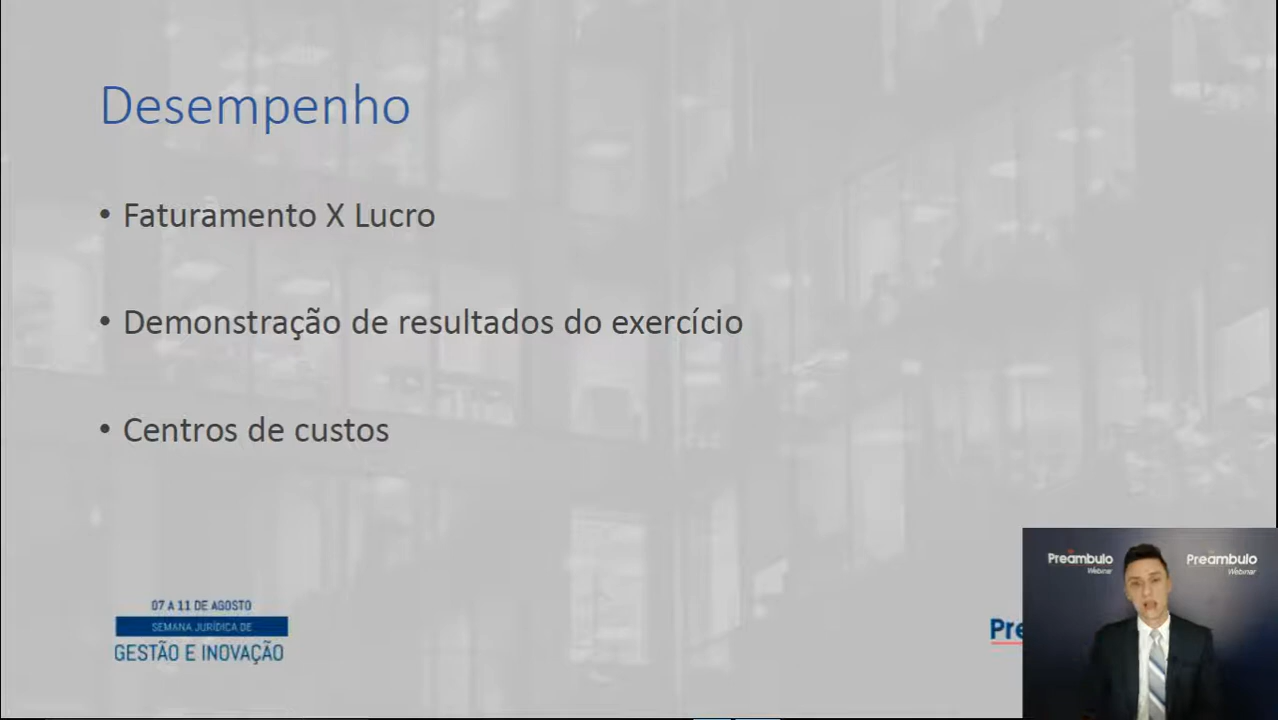 Desempenho
• Faturamento X Lucro
• Demonstração de resultados do exercício
• Centros de custos
07 A 11 DE AGOSTO
SEMANA JURÍDICA DE
GESTÃO E INOVAÇÃO
Pre
Preambulo
Webinar
Preambulo
Webinar